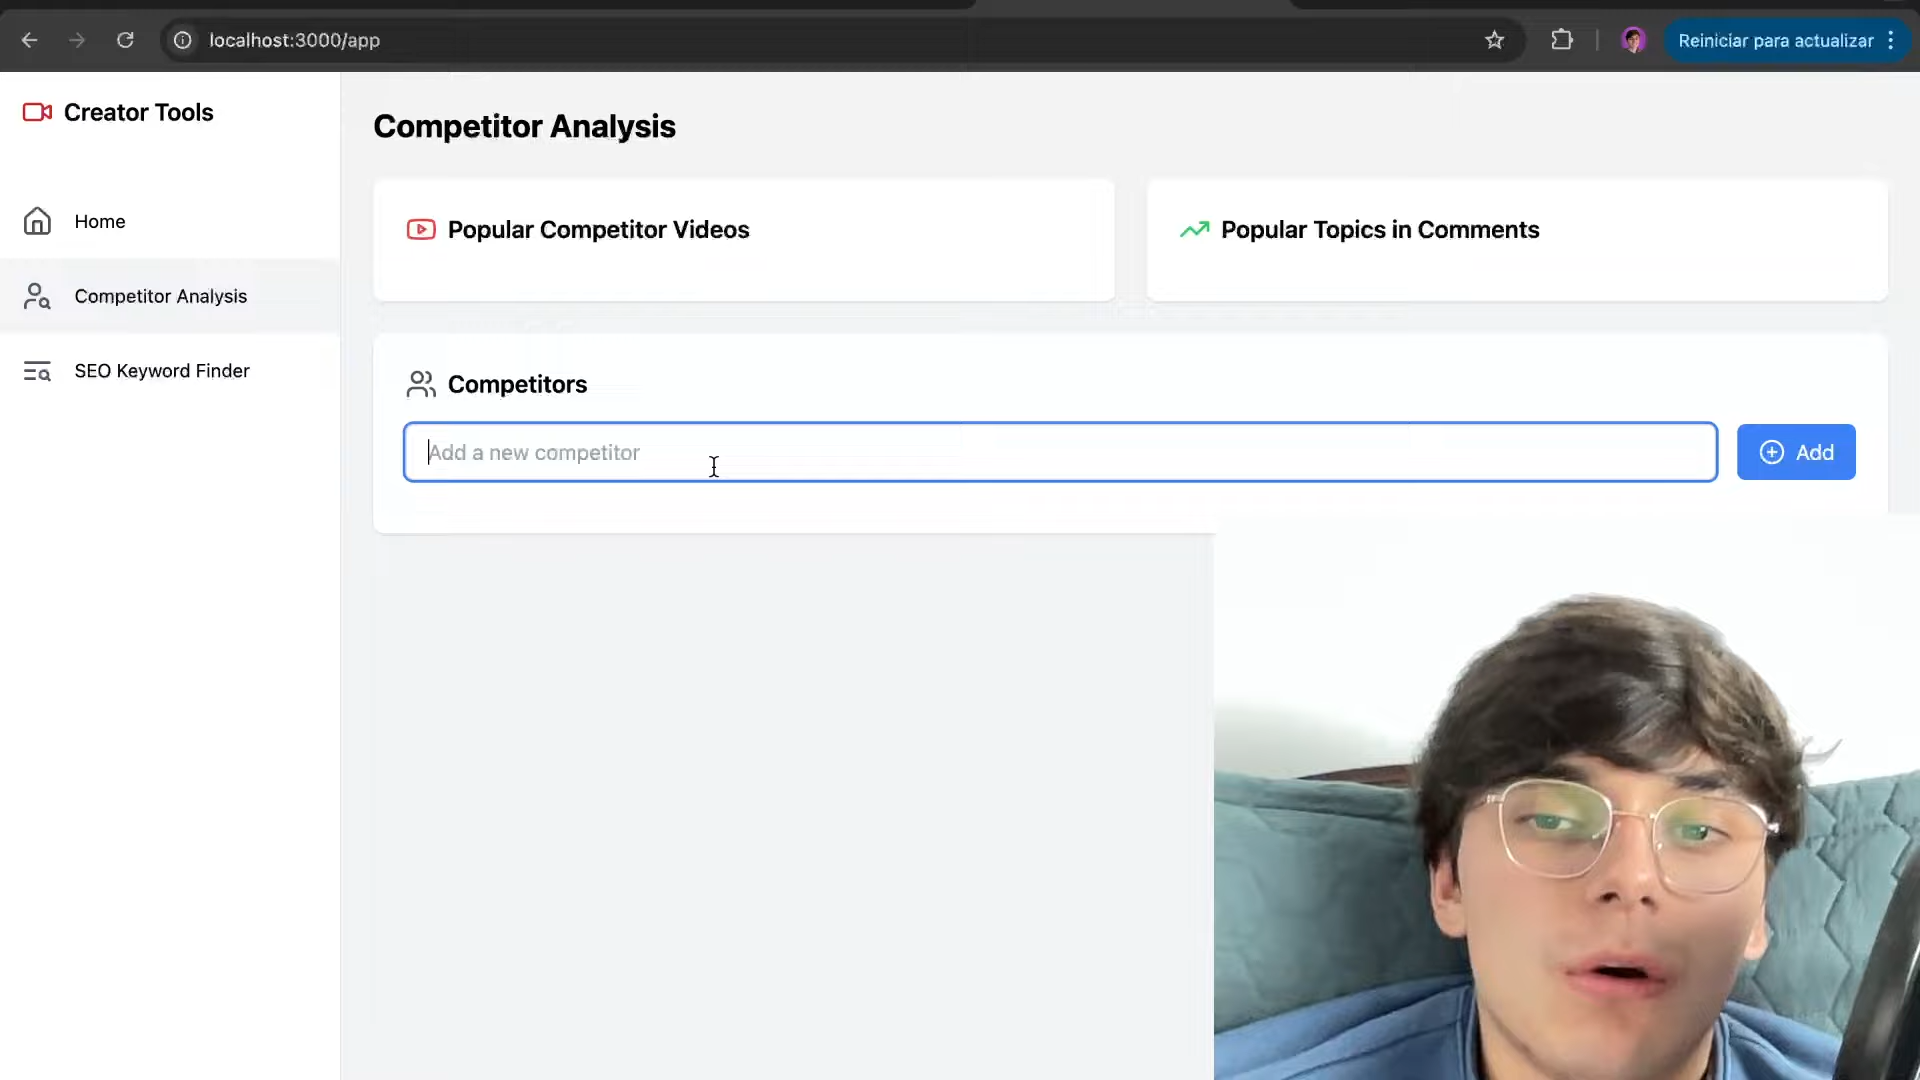 localhost:3000/app
Reiniciar para actualizar
Creator Tools
Home
Competitor Analysis
SEO Keyword Finder
Competitor Analysis
Popular Competitor Videos
Popular Topics in Comments
Competitors
Add a new competitor
Add